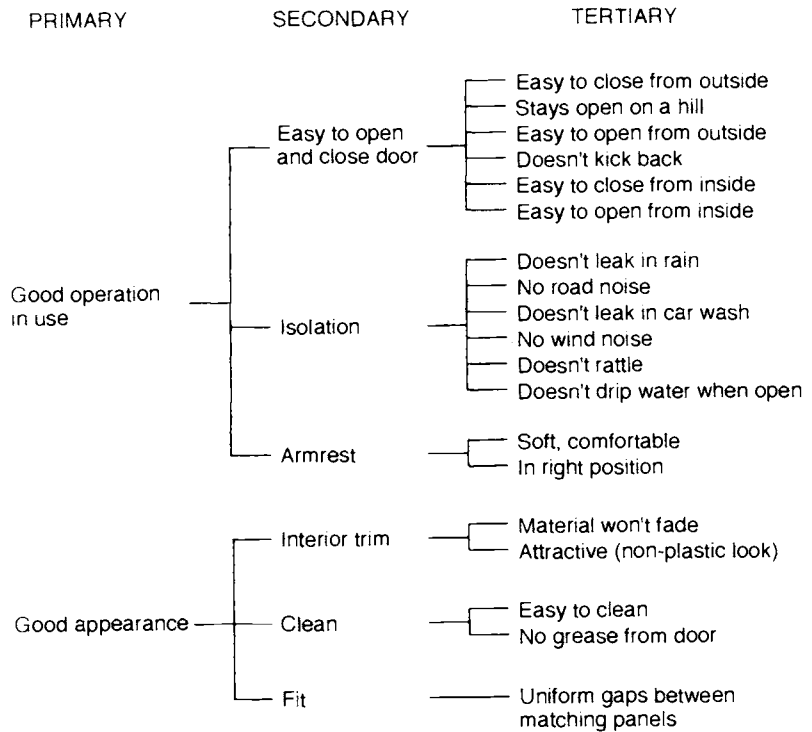 PRIMARY SECONDARY TERTIARY
Easy to close from outside
Stays open on a hill
Easy to open
and close door
Easy to open from outside
Doesn't kick back
Easy to close from inside
Easy to open from inside
Good operation
in use
Doesn't leak in rain
No road noise
Isolation
Doesn't leak in car wash
No wind noise
Doesn't rattle
Doesn't drip water when open
Armrest
Soft, comfortable
In right position
Good appearance
Interior trim
Material won't fade
Attractive (non-plastic look)
Clean
Easy to clean
No grease from door
Fit
Uniform gaps between
matching panels